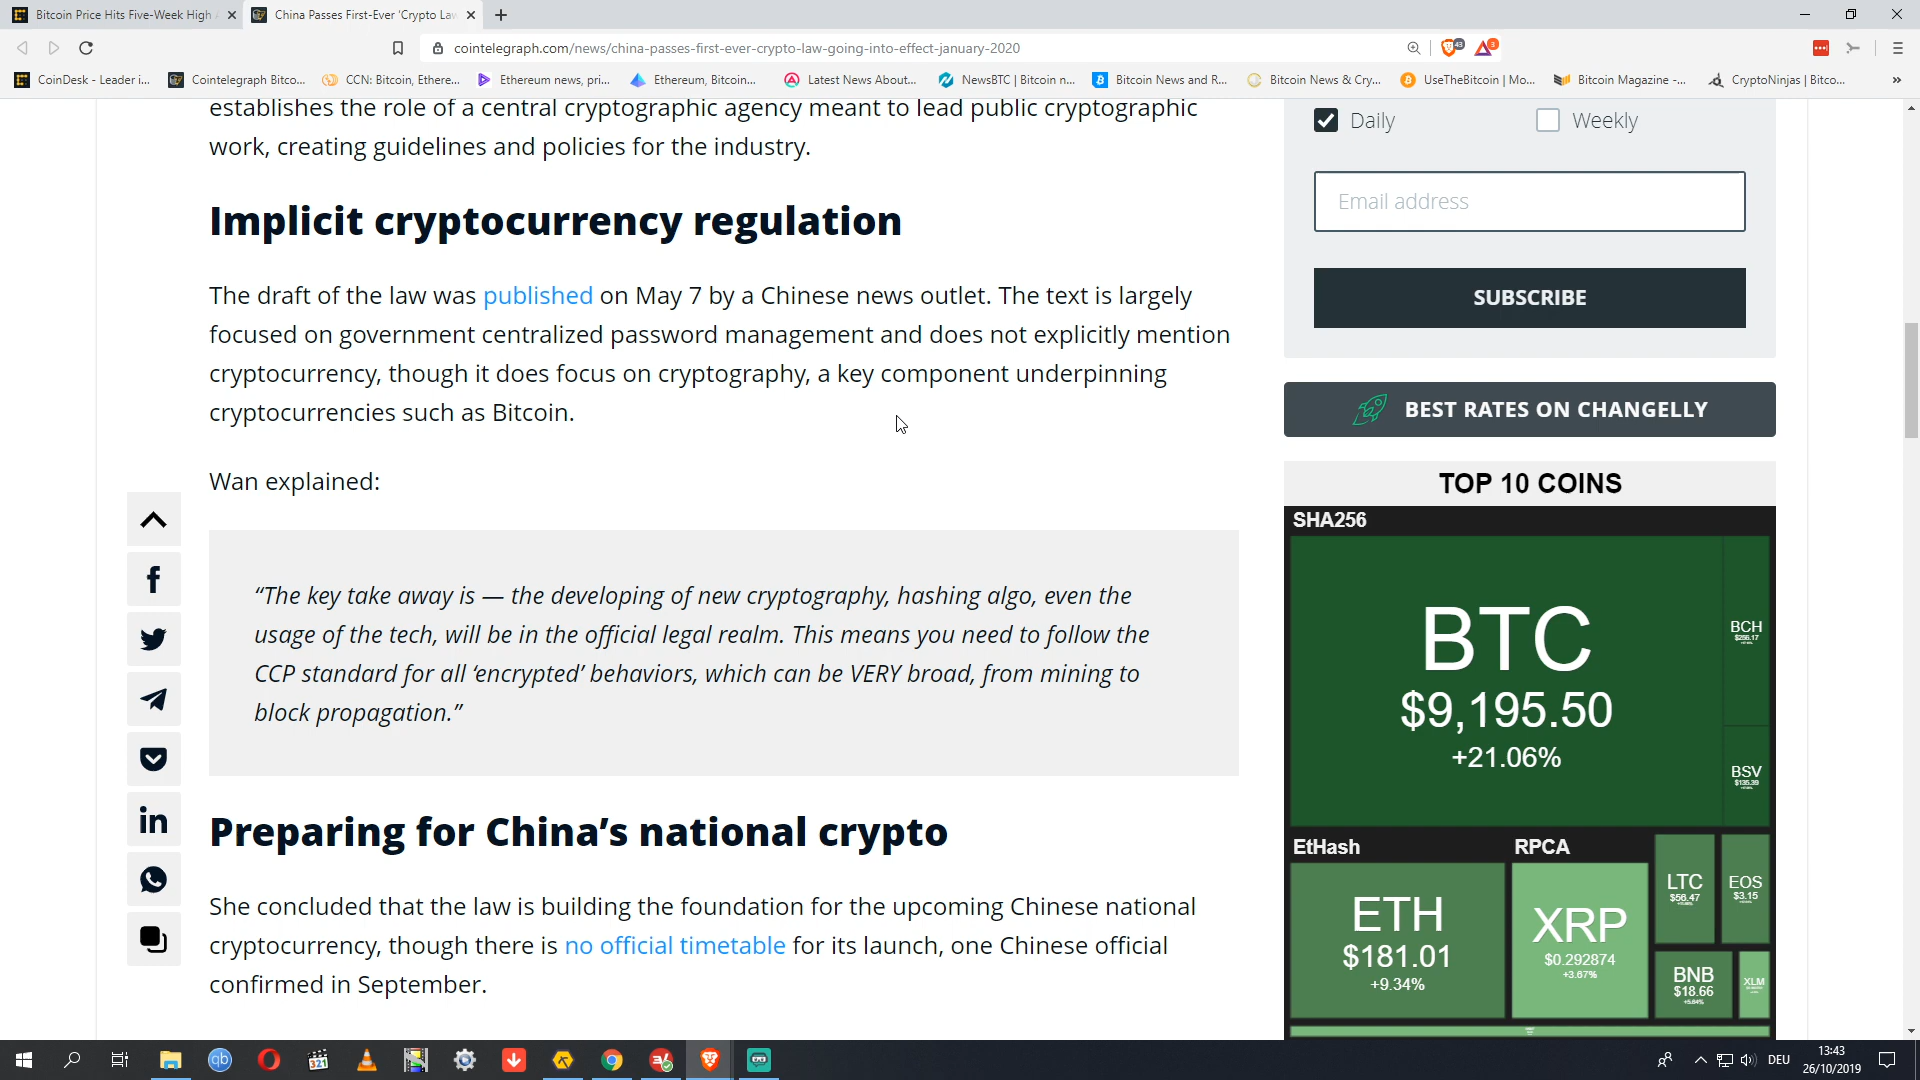 Bitcoin Price Hits Five-Week High
China Passes First-Ever 'Crypto La
cointelegraph.com/news/china-passes-first-ever-crypto-law-going-into-effect-january-2020
43
3
CoinDesk - Leader i...
Cointelegraph Bitco...
CCN: Bitcoin, Ethere...
Ethereum news, pri...
Ethereum, Bitcoin...
Latest News About...
NewsBTC | Bitcoin n...
Bitcoin News and R...
Bitcoin News & Cry...
UseTheBitcoin | Mo...
Bitcoin Magazine -...
CryptoNinjas | Bitco...
establishes the role of a central cryptographic agency meant to lead public cryptographic
work, creating guidelines and policies for the industry.
Implicit cryptocurrency regulation
The draft of the law was published on May 7 by a Chinese news outlet. The text is largely
focused on government centralized password management and does not explicitly mention
cryptocurrency, though it does focus on cryptography, a key component underpinning
cryptocurrencies such as Bitcoin.
Wan explained:
“The key take away is — the developing of new cryptography, hashing algo, even the
usage of the tech, will be in the official legal realm. This means you need to follow the
CCP standard for all ‘encrypted’ behaviors, which can be VERY broad, from mining to
block propagation.”
Preparing for China’s national crypto
She concluded that the law is building the foundation for the upcoming Chinese national
cryptocurrency, though there is no official timetable for its launch, one Chinese official
confirmed in September.
Daily
Weekly
Email address
SUBSCRIBE
BEST RATES ON CHANGELLY
TOP 10 COINS
SHA256
BTC
$9,195.50
+21.06%
BCH
BSV
$135.39
EtHash
ETH
$181.01
+9.34%
RPCA
XRP
$0.292874
+3.67%
LTC
$56.47
EOS
$3.15
BNB
$18.66
+5.64%
XLM
qb
321
DEU
13:43
26/10/2019